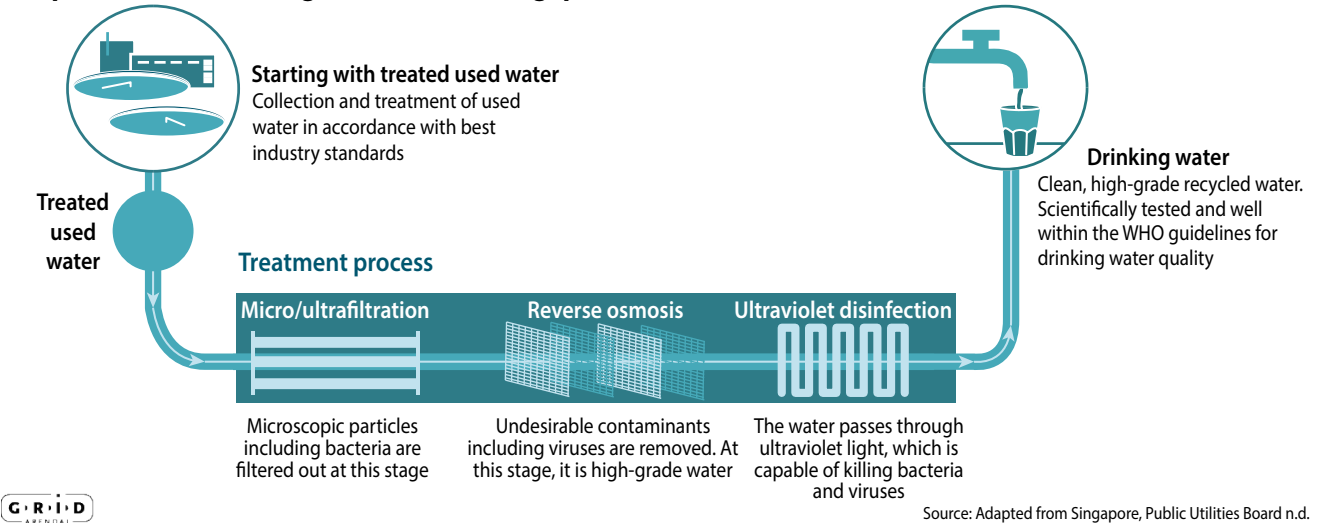 Starting with treated used water
Collection and treatment of used
water in accordance with best
industry standards
Treated
used
water
Drinking water
Clean, high-grade recycled water.
Scientifically tested and well
within the WHO guidelines for
drinking water quality
Treatment process
Micro/ultrafiltration
Reverse osmosis
Ultraviolet disinfection
Microscopic particles
including bacteria are
filtered out at this stage
Undesirable contaminants
including viruses are removed. At
this stage, it is high-grade water
The water passes through
ultraviolet light, which is
capable of killing bacteria
and viruses
G·R·I·D
ARENDAL
Source: Adapted from Singapore, Public Utilities Board n.d.